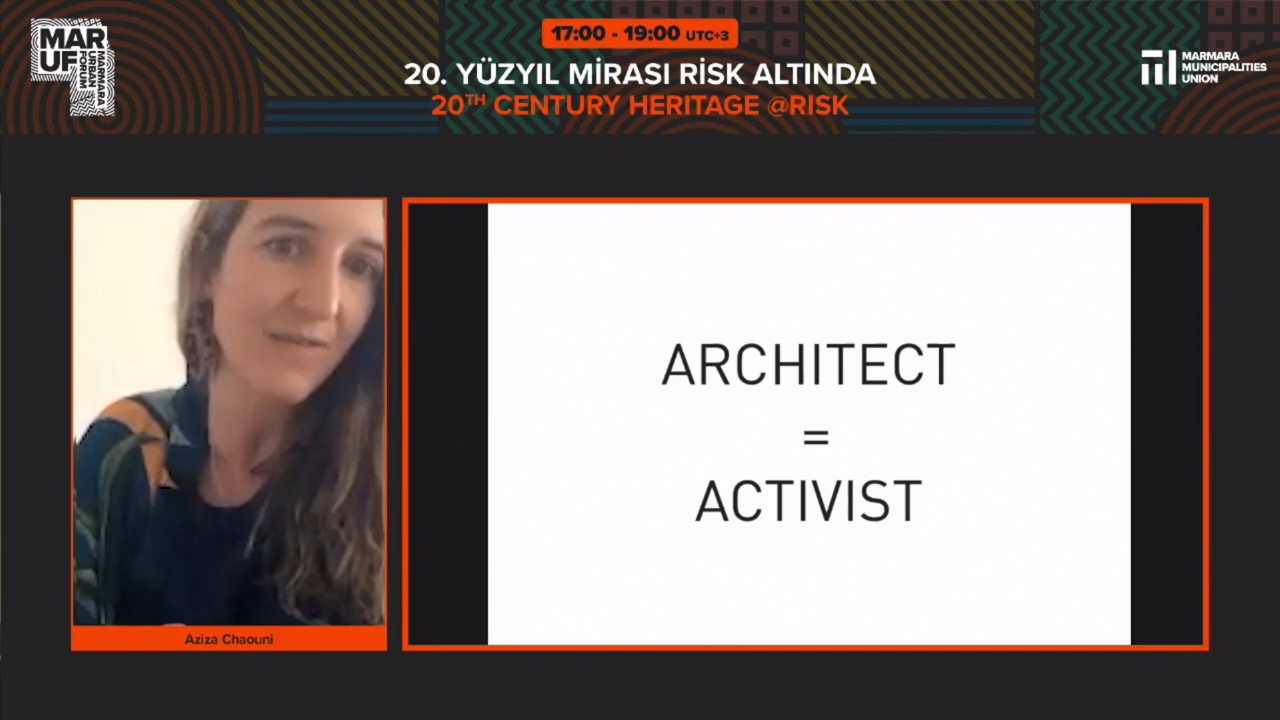 MAR
UF
MARMARA
URBAN
FORUM
17:00 - 19:00 UTC+3
20. YÜZYIL MİRASI RİSK ALTINDA
20TH CENTURY HERITAGE @RISK
MARMARA
MUNICIPALITIES
UNION
ARCHITECT
=
ACTIVIST
Aziza Chaouni